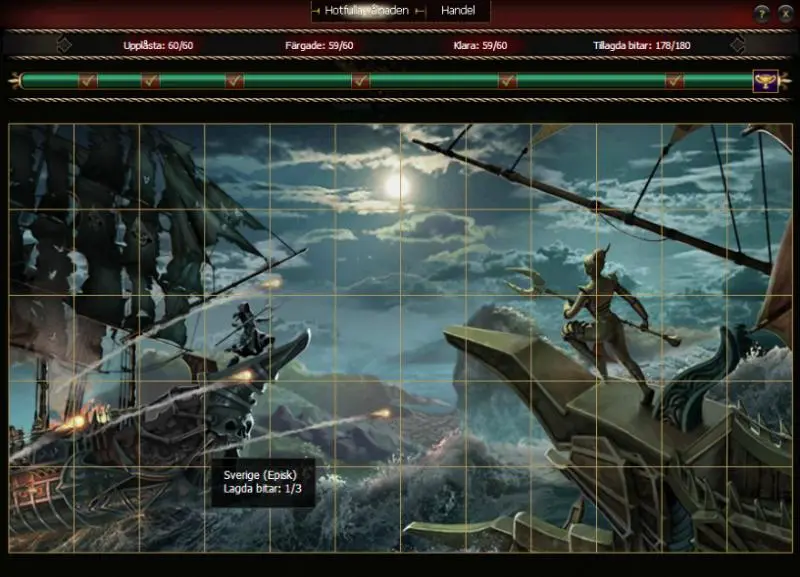 Hotfulla månaden
Handel
? X
Upplåsta: 60/60
Färgade: 59/60
Klara: 59/60
Tillagda bitar: 178/180
Sverige (Episk)
Lagda bitar: 1/3